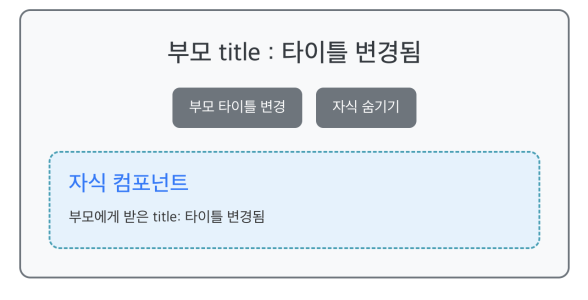 부모 title : 타이틀 변경됨
부모 타이틀 변경 자식 숨기기
자식 컴포넌트
부모에게 받은 title: 타이틀 변경됨